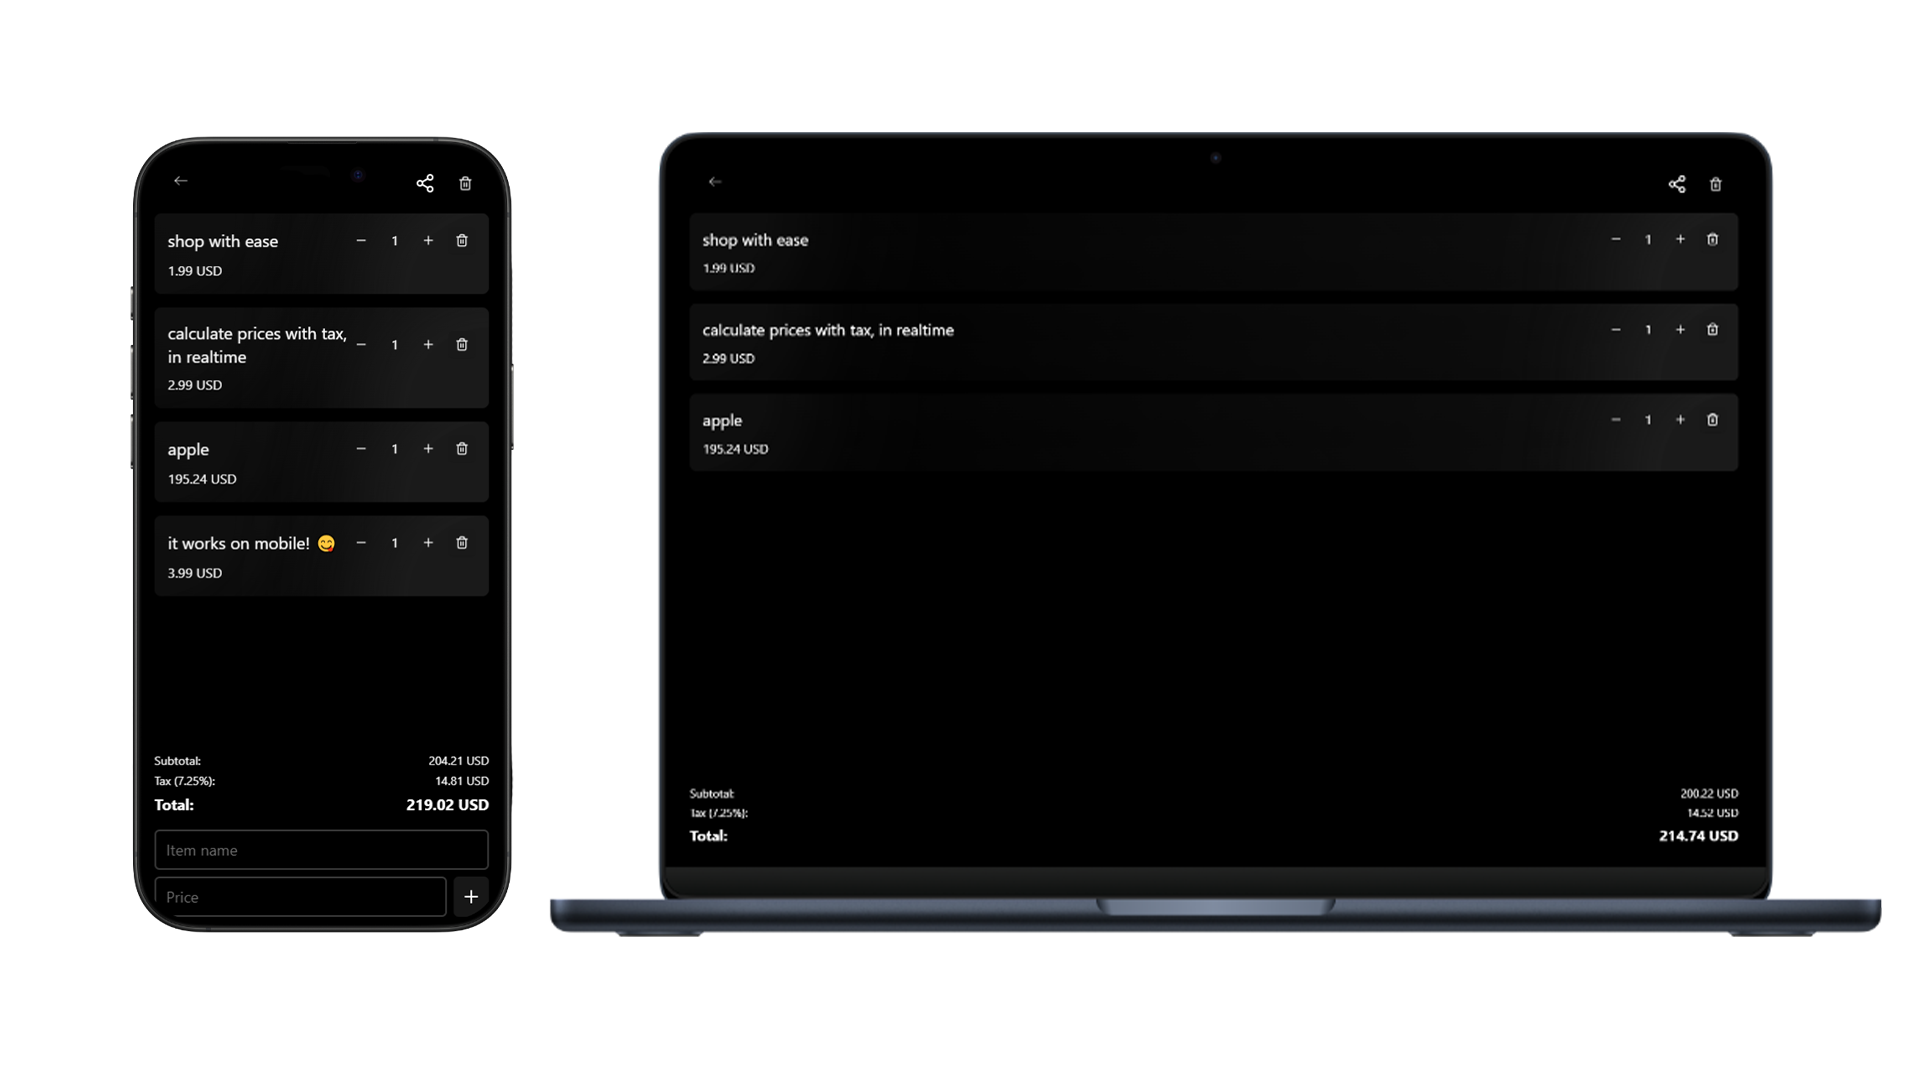 shop with ease
− 1 +
1.99 USD
calculate prices with tax,
in realtime
− 1 +
2.99 USD
apple
− 1 +
195.24 USD
it works on mobile! 😋
− 1 +
3.99 USD
Subtotal: 204.21 USD
Tax (7.25%): 14.81 USD
Total: 219.02 USD
Item name
Price
+
shop with ease
− 1 +
1.99 USD
calculate prices with tax, in realtime
− 1 +
2.99 USD
apple
− 1 +
195.24 USD
Subtotal: 200.22 USD
Tax (7.25%): 14.52 USD
Total: 214.74 USD